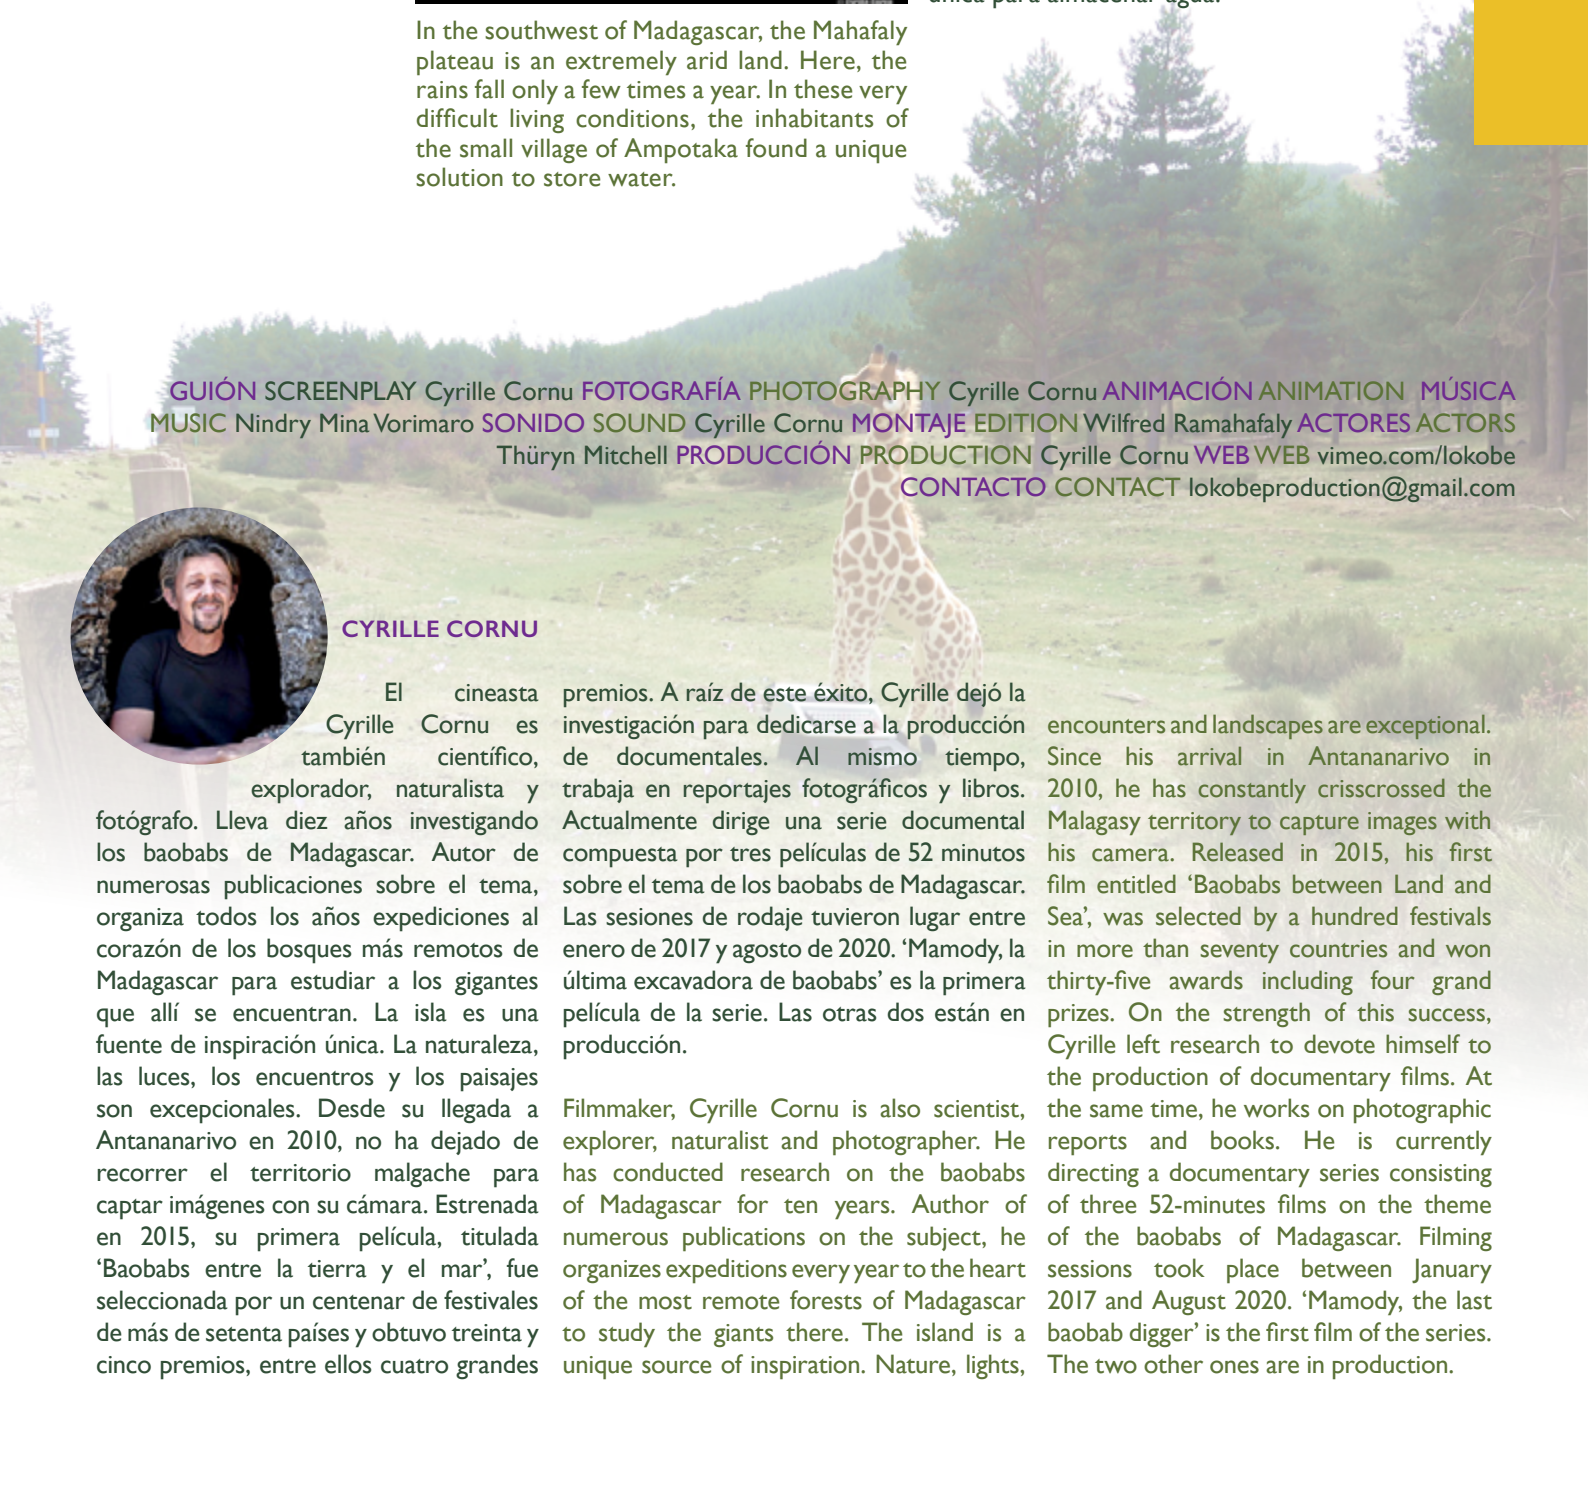 única para almacenar agua.
In the southwest of Madagascar, the Mahafaly
plateau is an extremely arid land. Here, the
rains fall only a few times a year. In these very
difficult living conditions, the inhabitants of
the small village of Ampotaka found a unique
solution to store water.
GUIÓN SCREENPLAY Cyrille Cornu FOTOGRAFÍA PHOTOGRAPHY Cyrille Cornu ANIMACIÓN ANIMATION MÚSICA
MUSIC Nindry Mina Vorimaro SONIDO SOUND Cyrille Cornu MONTAJE EDITION Wilfred Ramahafaly ACTORES ACTORS
Thüryn Mitchell PRODUCCIÓN PRODUCTION Cyrille Cornu WEB WEB vimeo.com/lokobe
CONTACTO CONTACT lokobeproduction@gmail.com
CYRILLE CORNU
El cineasta
Cyrille Cornu es
también científico,
explorador, naturalista y
fotógrafo. Lleva diez años investigando
los baobabs de Madagascar. Autor de
numerosas publicaciones sobre el tema,
organiza todos los años expediciones al
corazón de los bosques más remotos de
Madagascar para estudiar a los gigantes
que allí se encuentran. La isla es una
fuente de inspiración única. La naturaleza,
las luces, los encuentros y los paisajes
son excepcionales. Desde su llegada a
Antananarivo en 2010, no ha dejado de
recorrer el territorio malgache para
captar imágenes con su cámara. Estrenada
en 2015, su primera película, titulada
‘Baobabs entre la tierra y el mar’, fue
seleccionada por un centenar de festivales
de más de setenta países y obtuvo treinta y
cinco premios, entre ellos cuatro grandes
premios. A raíz de este éxito, Cyrille dejó la
investigación para dedicarse a la producción
de documentales. Al mismo tiempo,
trabaja en reportajes fotográficos y libros.
Actualmente dirige una serie documental
compuesta por tres películas de 52 minutos
sobre el tema de los baobabs de Madagascar.
Las sesiones de rodaje tuvieron lugar entre
enero de 2017 y agosto de 2020. ‘Mamody, la
última excavadora de baobabs’ es la primera
película de la serie. Las otras dos están en
producción.
Filmmaker, Cyrille Cornu is also scientist,
explorer, naturalist and photographer. He
has conducted research on the baobabs
of Madagascar for ten years. Author of
numerous publications on the subject, he
organizes expeditions every year to the heart
of the most remote forests of Madagascar
to study the giants there. The island is a
unique source of inspiration. Nature, lights,
encounters and landscapes are exceptional.
Since his arrival in Antananarivo in
2010, he has constantly crisscrossed the
Malagasy territory to capture images with
his camera. Released in 2015, his first
film entitled ‘Baobabs between Land and
Sea’, was selected by a hundred festivals
in more than seventy countries and won
thirty-five awards including four grand
prizes. On the strength of this success,
Cyrille left research to devote himself to
the production of documentary films. At
the same time, he works on photographic
reports and books. He is currently
directing a documentary series consisting
of three 52-minutes films on the theme
of the baobabs of Madagascar. Filming
sessions took place between January
2017 and August 2020. ‘Mamody, the last
baobab digger’ is the first film of the series.
The two other ones are in production.